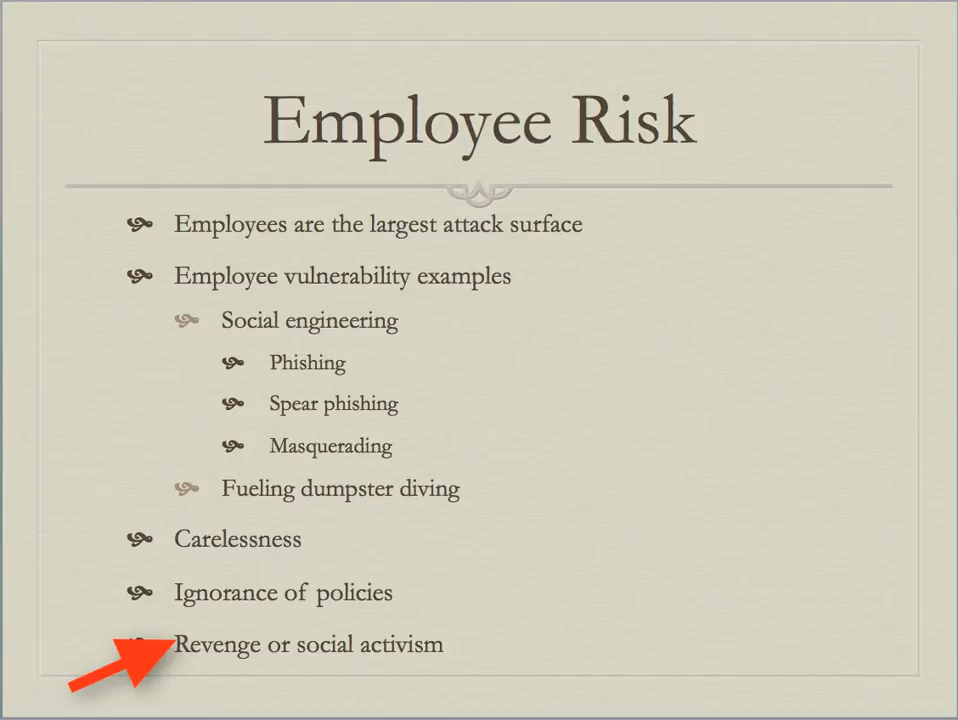 Employee Risk
Employees are the largest attack surface
Employee vulnerability examples
Social engineering
Phishing
Spear phishing
Masquerading
Fueling dumpster diving
Carelessness
Ignorance of policies
Revenge or social activism